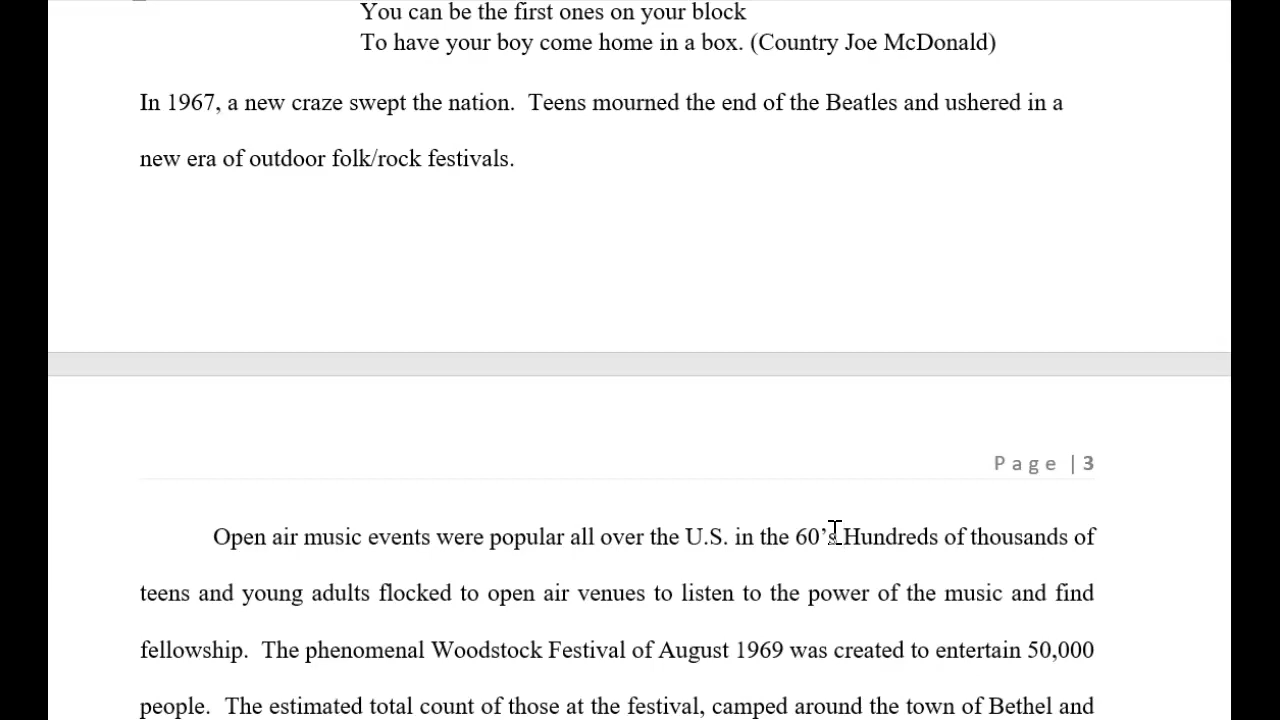 You can be the first ones on your block
To have your boy come home in a box. (Country Joe McDonald)
In 1967, a new craze swept the nation.  Teens mourned the end of the Beatles and ushered in a
new era of outdoor folk/rock festivals.
Page | 3
Open air music events were popular all over the U.S. in the 60’s Hundreds of thousands of
teens and young adults flocked to open air venues to listen to the power of the music and find
fellowship.  The phenomenal Woodstock Festival of August 1969 was created to entertain 50,000
people.  The estimated total count of those at the festival, camped around the town of Bethel and